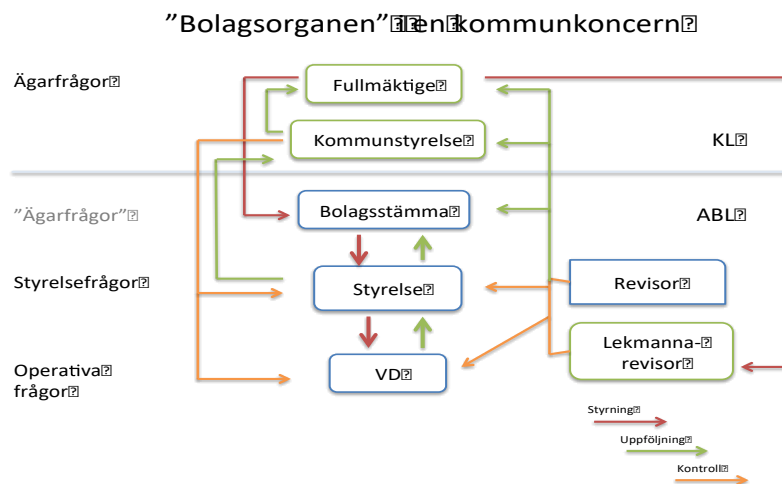 ”Bolagsorganen” i en kommunkoncern
Ägarfrågor
Fullmäktige
Kommunstyrelse
KL
”Ägarfrågor”
Bolagsstämma
ABL
Styrelsefrågor
Styrelse
Revisor
Operativa
frågor
VD
Lekmanna-
revisor
Styrning
Uppföljning
Kontroll